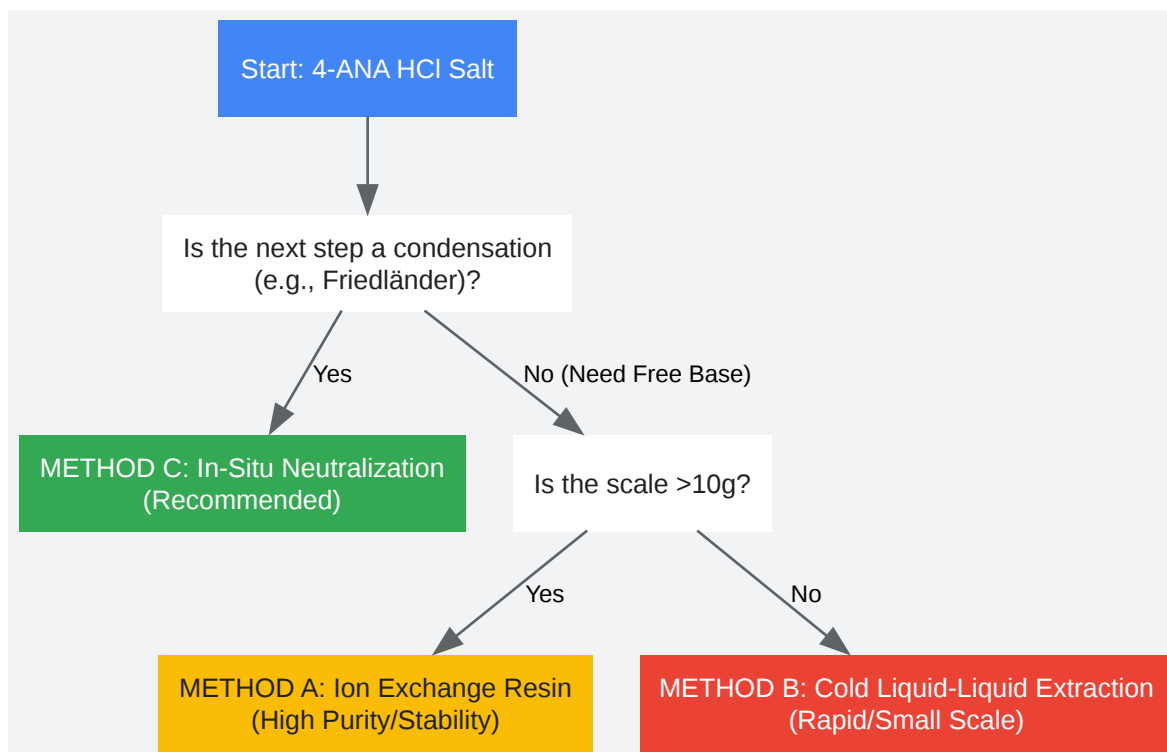 Start: 4-ANA HCl Salt
Is the next step a condensation
(e.g., Friedländer)?
Yes
No (Need Free Base)
METHOD C: In-Situ Neutralization
(Recommended)
Is the scale >10g?
Yes
No
METHOD A: Ion Exchange Resin
(High Purity/Stability)
METHOD B: Cold Liquid-Liquid Extraction
(Rapid/Small Scale)